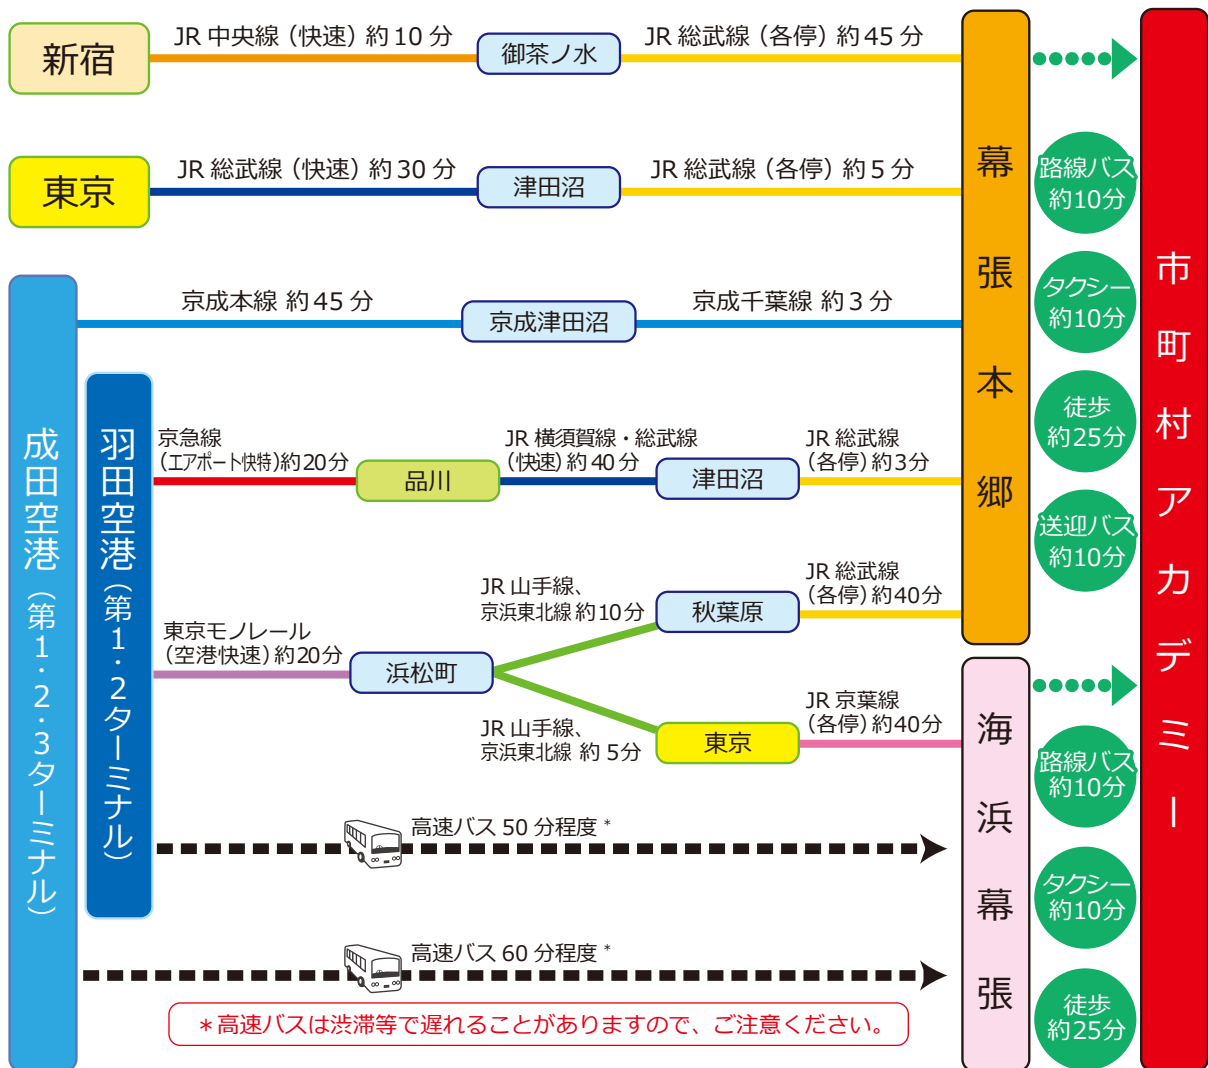 新宿
JR 中央線（快速）約 10 分
御茶ノ水
JR 総武線（各停）約 45 分
東京
JR 総武線（快速）約 30 分
津田沼
JR 総武線（各停）約 5 分
成田空港（第１・２・３ターミナル）
京成本線 約 45 分
京成津田沼
京成千葉線 約 3 分
羽田空港（第１・２ターミナル）
京急線
（エアポート快特）約20分
品川
JR 横須賀線・総武線
（快速）約 40 分
津田沼
JR 総武線
（各停）約3分
東京モノレール
（空港快速）約20分
浜松町
JR 山手線、
京浜東北線 約10分
秋葉原
JR 総武線
（各停）約40分
JR 山手線、
京浜東北線 約 5分
東京
JR 京葉線
（各停）約40分
高速バス 50 分程度 *
高速バス 60 分程度 *
＊高速バスは渋滞等で遅れることがありますので、ご注意ください。
幕張本郷
路線バス
約10分
タクシー
約10分
徒歩
約25分
送迎バス
約10分
海浜幕張
路線バス
約10分
タクシー
約10分
徒歩
約25分
市町村アカデミー